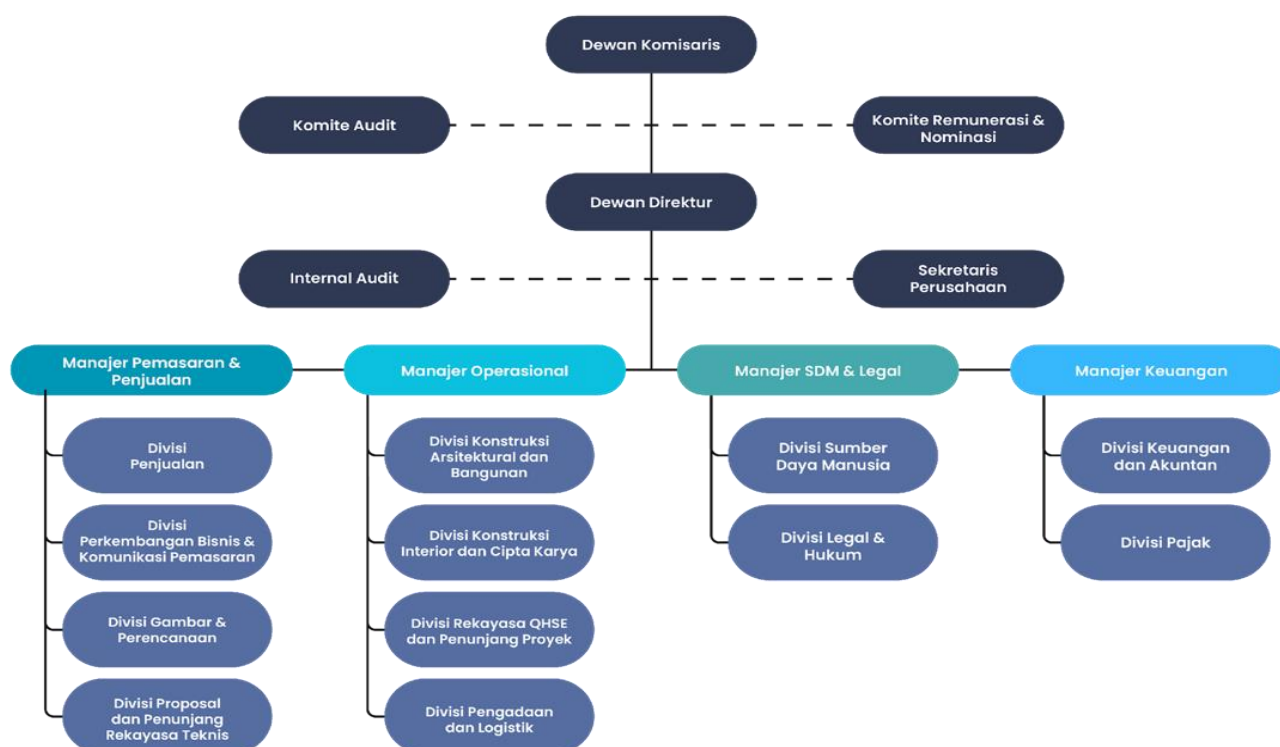 Dewan Komisaris
Komite Audit
Komite Remunerasi &
Nominasi
Dewan Direktur
Internal Audit
Sekretaris
Perusahaan
Manajer Pemasaran &
Penjualan
Manajer Operasional
Manajer SDM & Legal
Manajer Keuangan
Divisi
Penjualan
Divisi
Perkembangan Bisnis &
Komunikasi Pemasaran
Divisi Gambar &
Perencanaan
Divisi Proposal
dan Penunjang
Rekayasa Teknis
Divisi Konstruksi
Arsitektural dan
Bangunan
Divisi Konstruksi
Interior dan Cipta Karya
Divisi Rekayasa QHSE
dan Penunjang Proyek
Divisi Pengadaan
dan Logistik
Divisi Sumber
Daya Manusia
Divisi Legal &
Hukum
Divisi Keuangan
dan Akuntan
Divisi Pajak